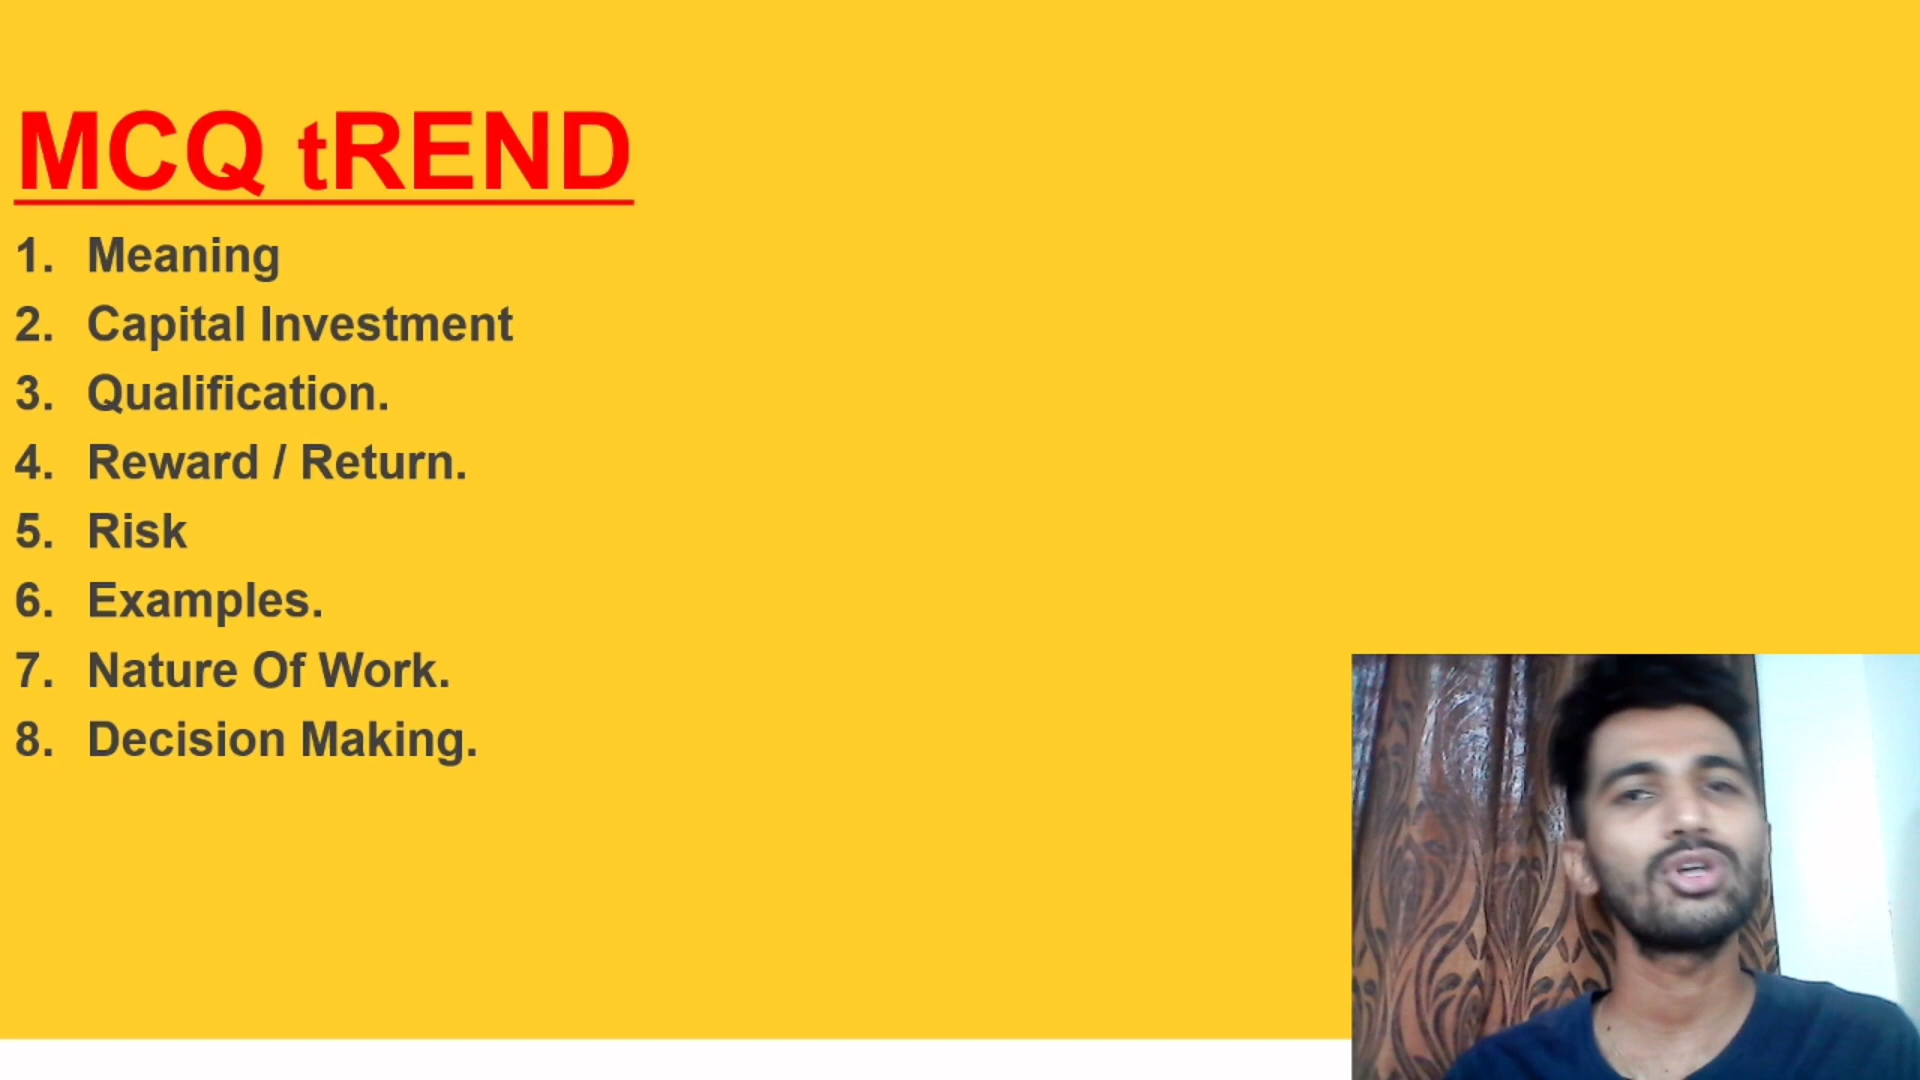 MCQ tREND
1. Meaning
2. Capital Investment
3. Qualification.
4. Reward / Return.
5. Risk
6. Examples.
7. Nature Of Work.
8. Decision Making.